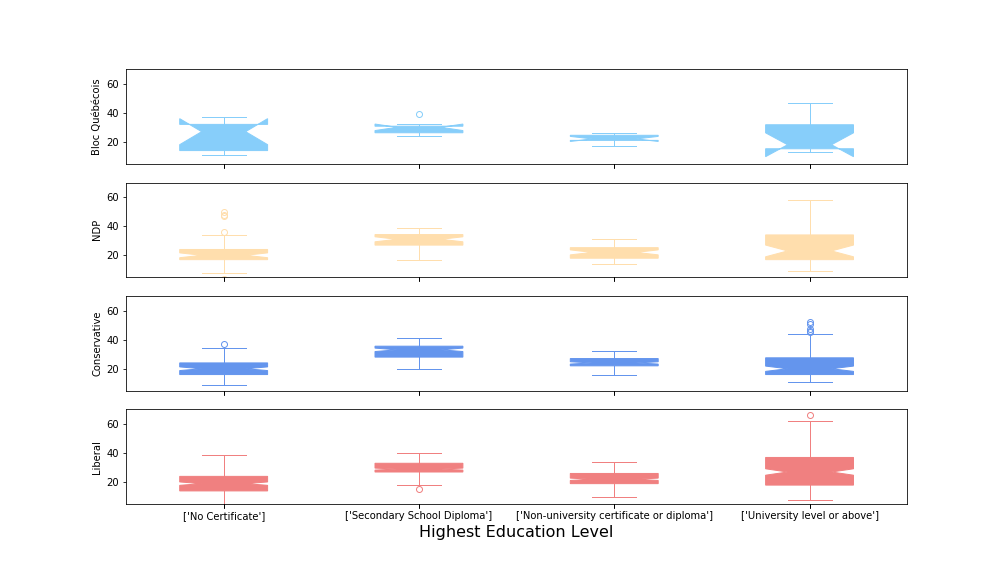 Bloc Québécois
60
40
20
NDP
60
40
20
Conservative
60
40
20
Liberal
60
40
20
['No Certificate'] ['Secondary School Diploma'] ['Non-university certificate or diploma'] ['University level or above']
Highest Education Level